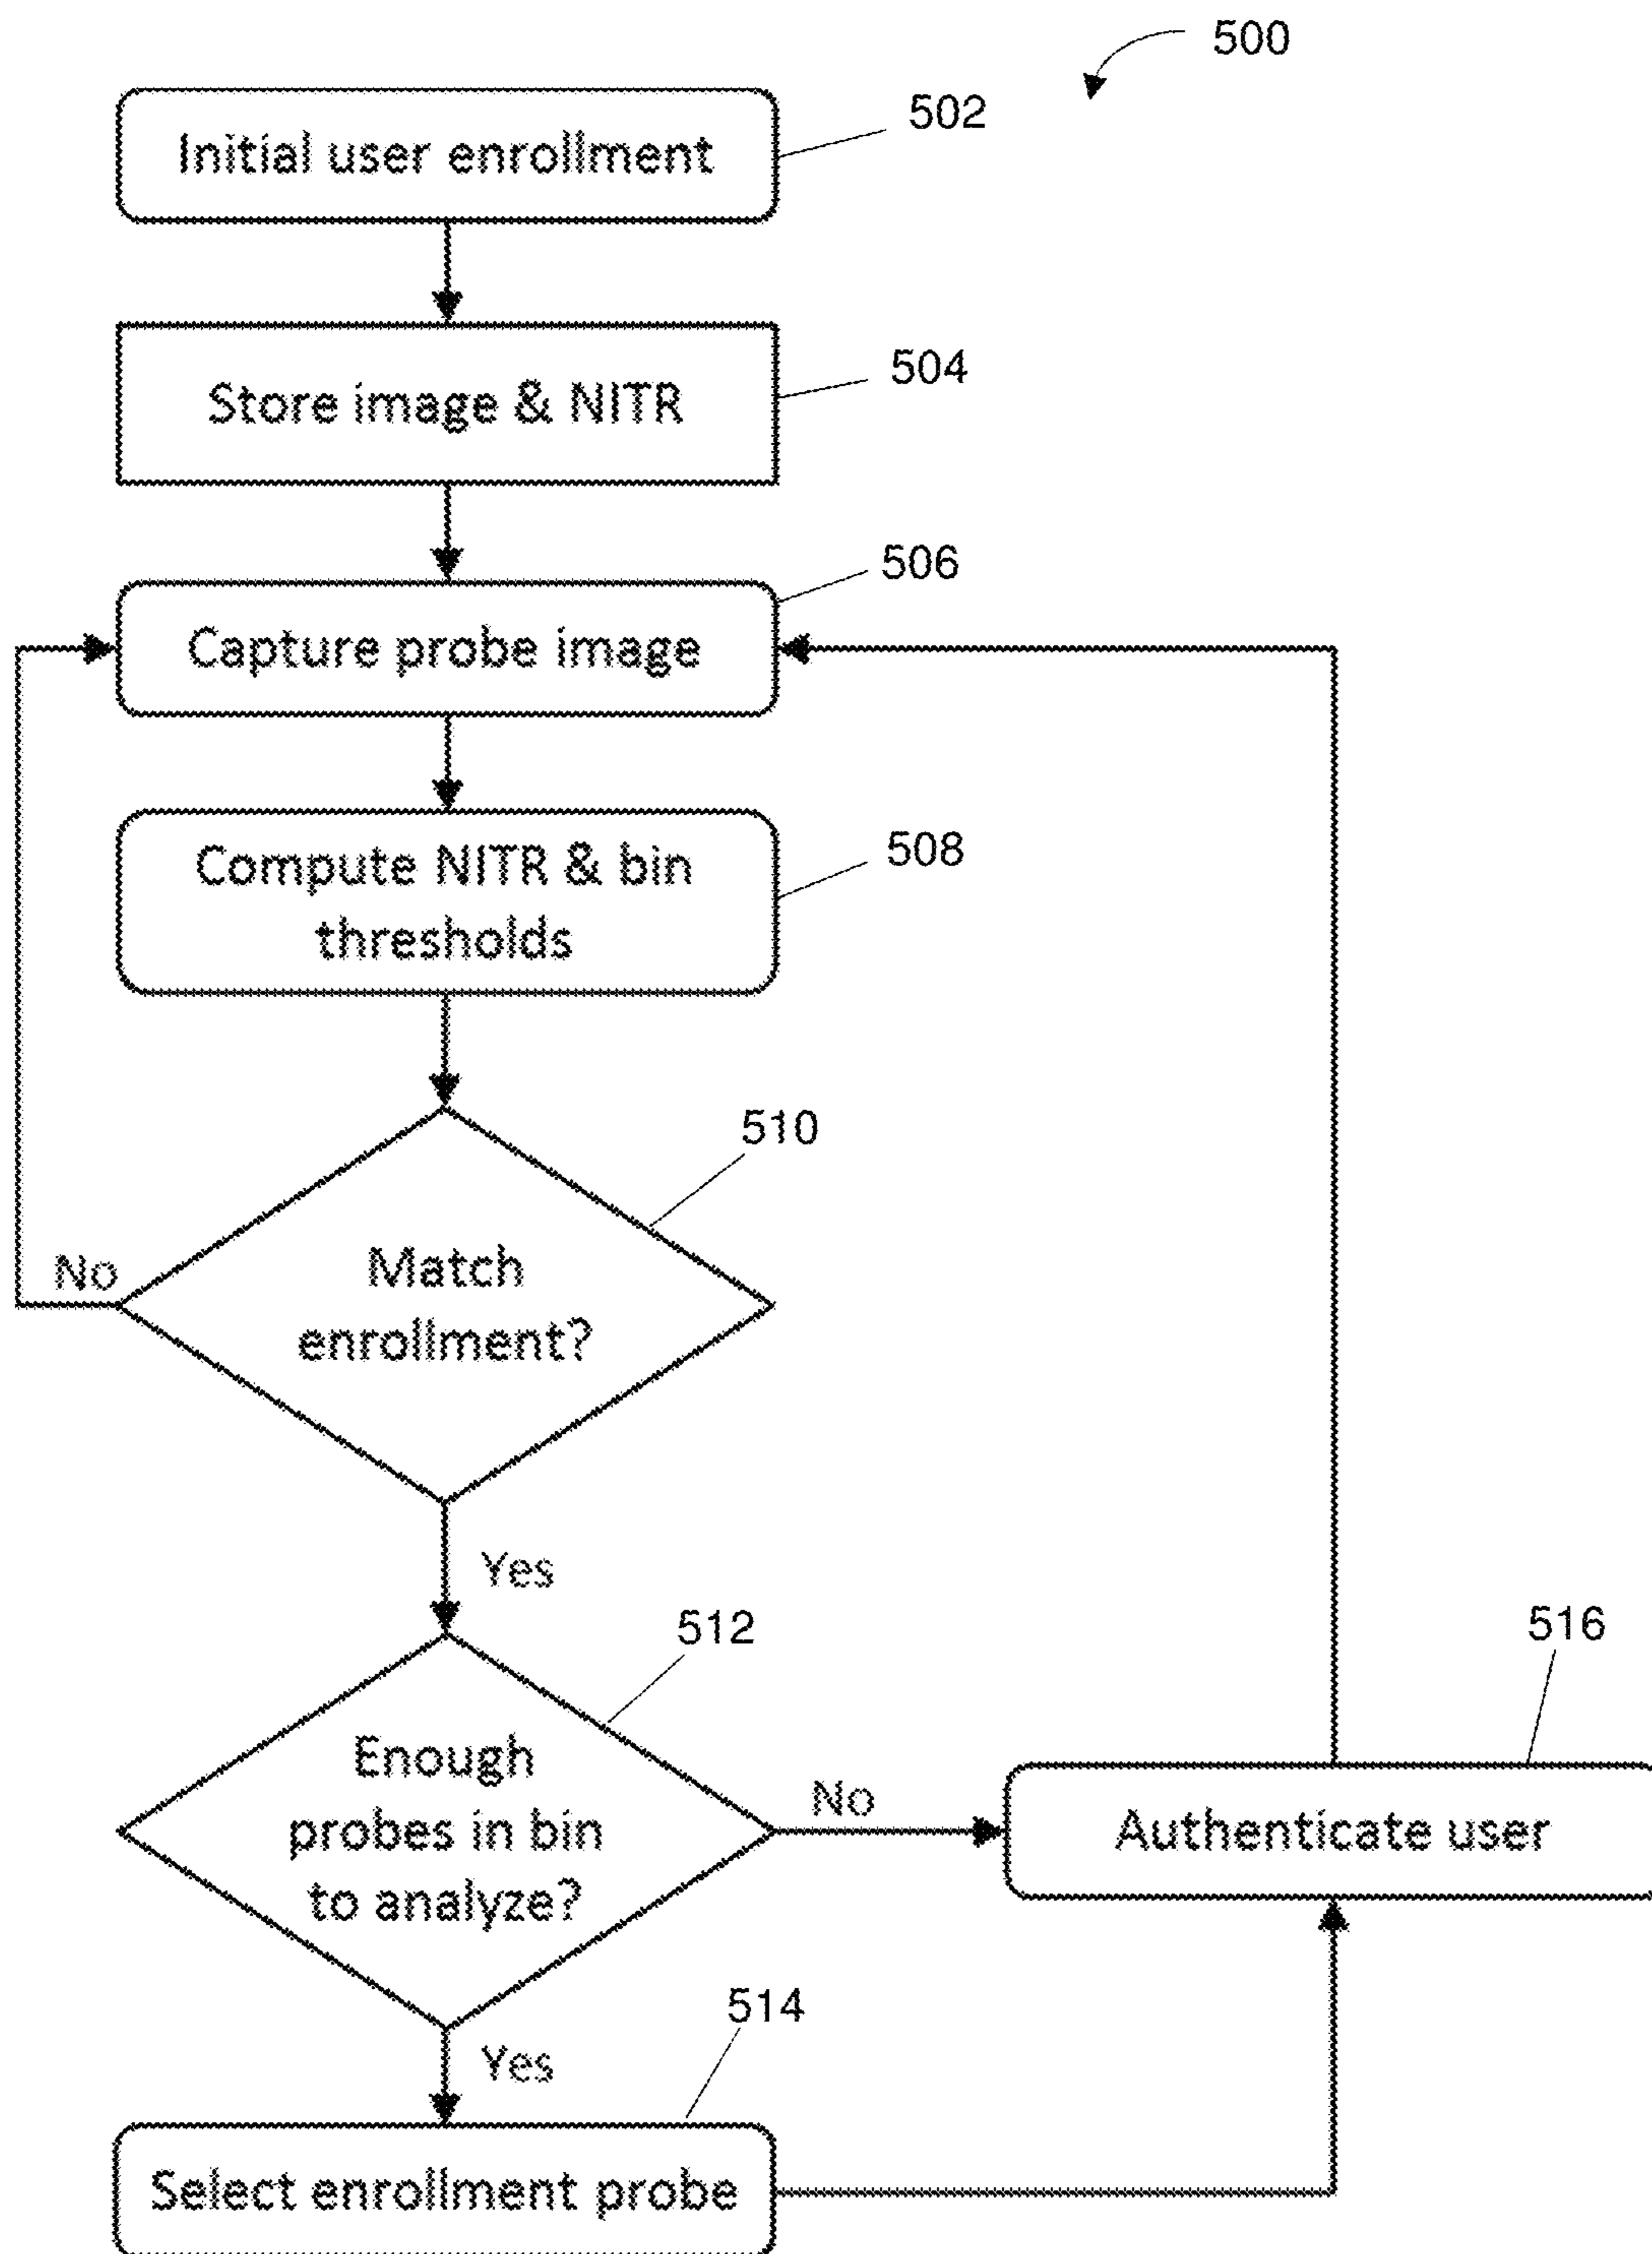 500
502
Initial user enrollment
504
Store image & NITR
506
Capture probe image
508
Compute NITR & bin
thresholds
510
No
Match
enrollment?
Yes
512
516
Enough
probes in bin
to analyze?
No
Authenticate user
514
Yes
Select enrollment probe